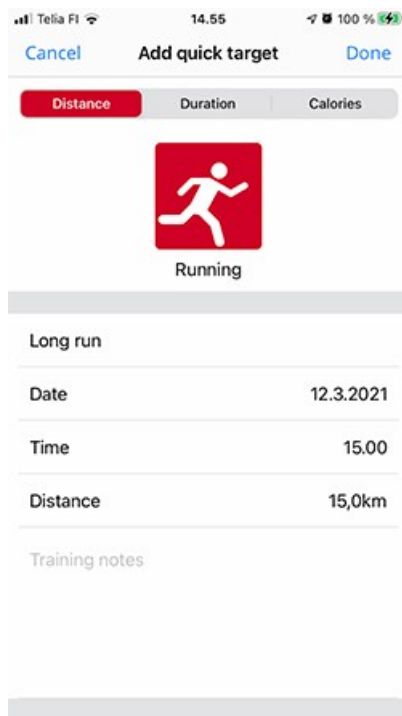 Telia FI 14.55 100 %
Cancel Add quick target Done
Distance Duration Calories
Running
Long run
Date 12.3.2021
Time 15.00
Distance 15,0km
Training notes